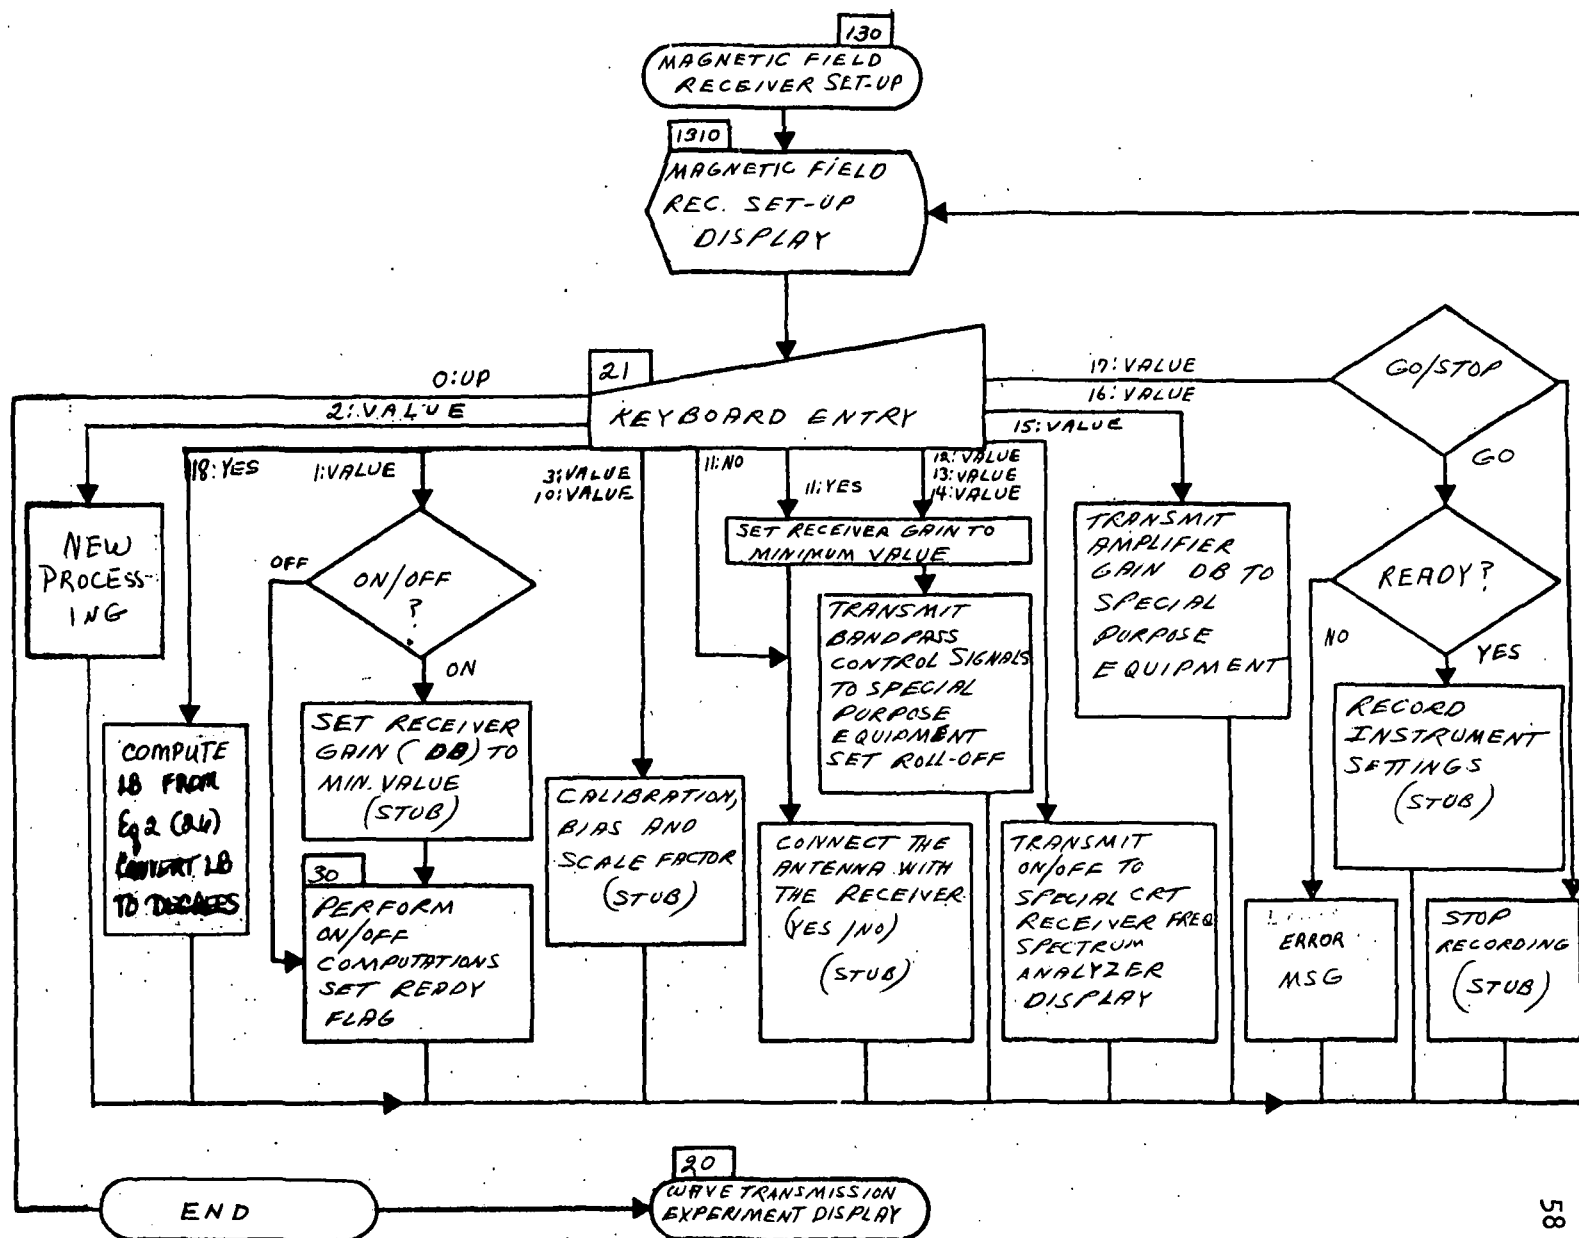 130
MAGNETIC FIELD
RECEIVER SET-UP
1310
MAGNETIC FIELD
REC. SET-UP
DISPLAY
21
KEYBOARD ENTRY
0:UP
2:VALUE
18:YES
1:VALUE
3:VALUE
10:VALUE
11:NO
11:YES
12:VALUE
13:VALUE
14:VALUE
15:VALUE
16:VALUE
17:VALUE
GO/STOP
GO
READY?
NO
YES
NEW
PROCESS-
ING
COMPUTE
LB FROM
Eq 2 (26)
CONVERT LB
TO DEGREES
ON/OFF
?
OFF
ON
SET RECEIVER
GAIN (DB) TO
MIN. VALUE
(STUB)
30
PERFORM
ON/OFF
COMPUTATIONS
SET READY
FLAG
CALIBRATION,
BIAS AND
SCALE FACTOR
(STUB)
SET RECEIVER GAIN TO
MINIMUM VALUE
TRANSMIT
BANDPASS
CONTROL SIGNALS
TO SPECIAL
PURPOSE
EQUIPMENT
SET ROLL-OFF
CONNECT THE
ANTENNA WITH
THE RECEIVER
(YES/NO)
(STUB)
TRANSMIT
ON/OFF TO
SPECIAL CRT
RECEIVER FREQ
SPECTRUM
ANALYZER
DISPLAY
TRANSMIT
AMPLIFIER
GAIN DB TO
SPECIAL
PURPOSE
EQUIPMENT
RECORD
INSTRUMENT
SETTINGS
(STUB)
ERROR
MSG
STOP
RECORDING
(STUB)
END
20
WAVE TRANSMISSION
EXPERIMENT DISPLAY
58